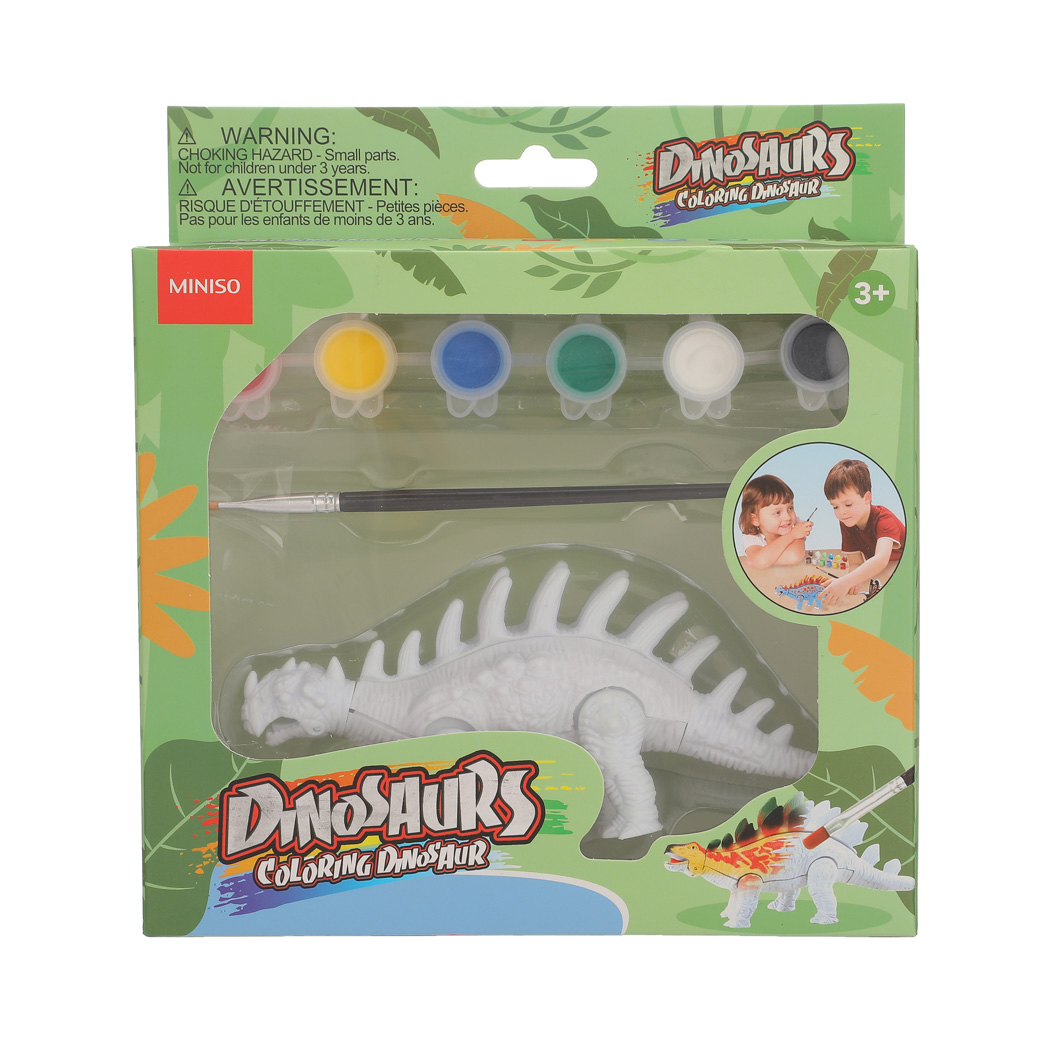 ⚠ WARNING:
CHOKING HAZARD - Small parts.
Not for children under 3 years.
⚠ AVERTISSEMENT:
RISQUE D'ÉTOUFFEMENT - Petites pièces.
Pas pour les enfants de moins de 3 ans.
DINOSAURS
COLORING DINOSAUR
MINISO
3+
DINOSAURS
COLORING DINOSAUR